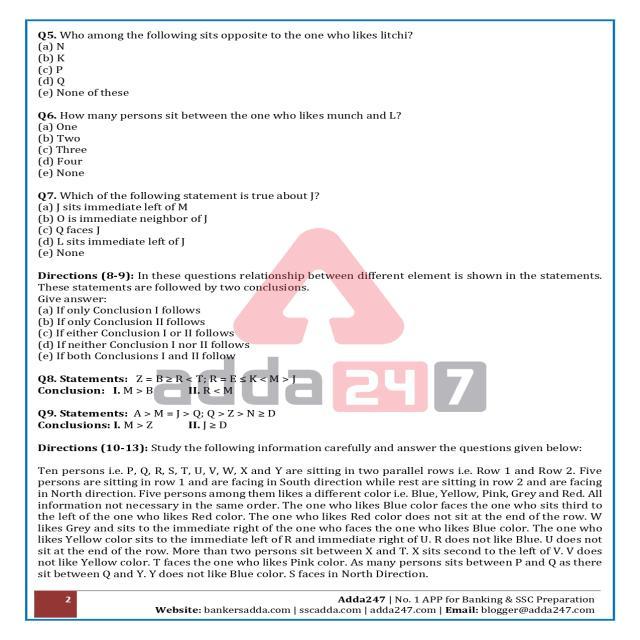 Q5. Who among the following sits opposite to the one who likes litchi?
(a) N
(b) K
(c) P
(d) Q
(e) None of these
Q6. How many persons sit between the one who likes munch and L?
(a) One
(b) Two
(c) Three
(d) Four
(e) None
Q7. Which of the following statement is true about J?
(a) J sits immediate left of M
(b) O is immediate neighbor of J
(c) Q faces J
(d) L sits immediate left of J
(e) None
Directions (8-9): In these questions relationship between different element is shown in the statements.
These statements are followed by two conclusions.
Give answer:
(a) If only Conclusion I follows
(b) If only Conclusion II follows
(c) If either Conclusion I or II follows
(d) If neither Conclusion I nor II follows
(e) If both Conclusions I and II follow
adda 247
Q8. Statements: Z = B ≥ R < T; R = E ≤ K < M > J
Conclusion: I. M > B II. R < M
Q9. Statements: A > M = J > Q; Q > Z > N ≥ D
Conclusions: I. M > Z II. J ≥ D
Directions (10-13): Study the following information carefully and answer the questions given below:
Ten persons i.e. P, Q, R, S, T, U, V, W, X and Y are sitting in two parallel rows i.e. Row 1 and Row 2. Five
persons are sitting in row 1 and are facing in South direction while rest are sitting in row 2 and are facing
in North direction. Five persons among them likes a different color i.e. Blue, Yellow, Pink, Grey and Red. All
information not necessary in the same order. The one who likes Blue color faces the one who sits third to
the left of the one who likes Red color. The one who likes Red color does not sit at the end of the row. W
likes Grey and sits to the immediate right of the one who faces the one who likes Blue color. The one who
likes Yellow color sits to the immediate left of R and immediate right of U. R does not like Blue. U does not
sit at the end of the row. More than two persons sit between X and T. X sits second to the left of V. V does
not like Yellow color. T faces the one who likes Pink color. As many persons sits between P and Q as there
sit between Q and Y. Y does not like Blue color. S faces in North Direction.
2 Adda247 | No. 1 APP for Banking & SSC Preparation
Website: bankersadda.com | sscadda.com | adda247.com | Email: blogger@adda247.com